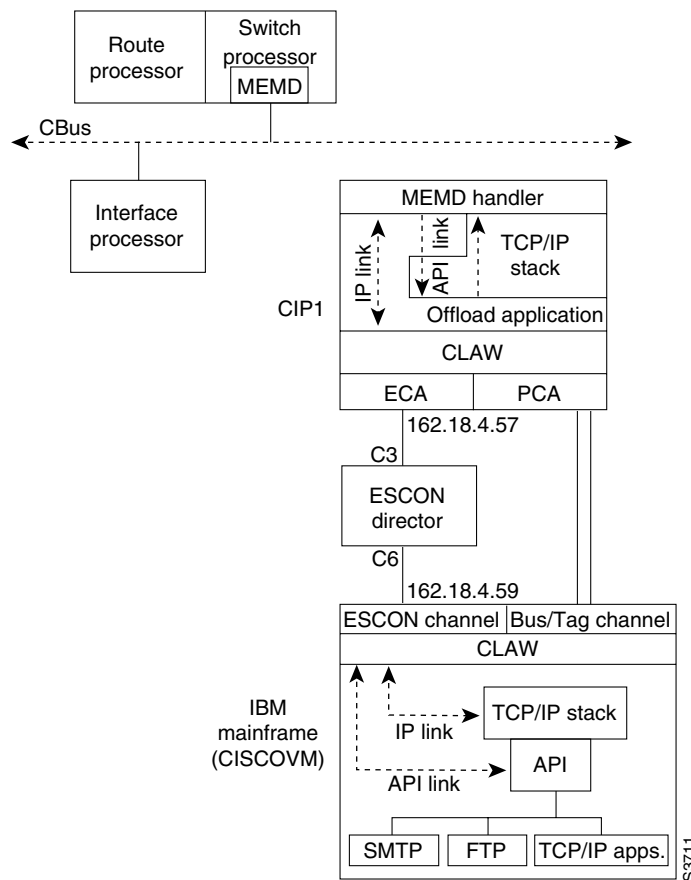 Route
processor
Switch
processor
MEMD
CBus
Interface
processor
MEMD handler
IP link
API link
TCP/IP
stack
Offload application
CIP1
CLAW
ECA
PCA
162.18.4.57
C3
ESCON
director
C6
162.18.4.59
ESCON channel
Bus/Tag channel
CLAW
IBM
mainframe
(CISCOVM)
TCP/IP stack
IP link
API
API link
SMTP
FTP
TCP/IP apps.
S3711